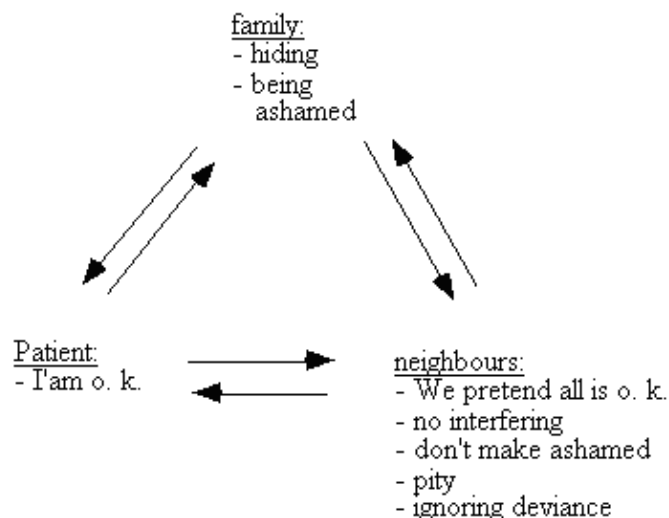 family:
- hiding
- being
ashamed
Patient:
- I'am o. k.
neighbours:
- We pretend all is o. k.
- no interfering
- don't make ashamed
- pity
- ignoring deviance